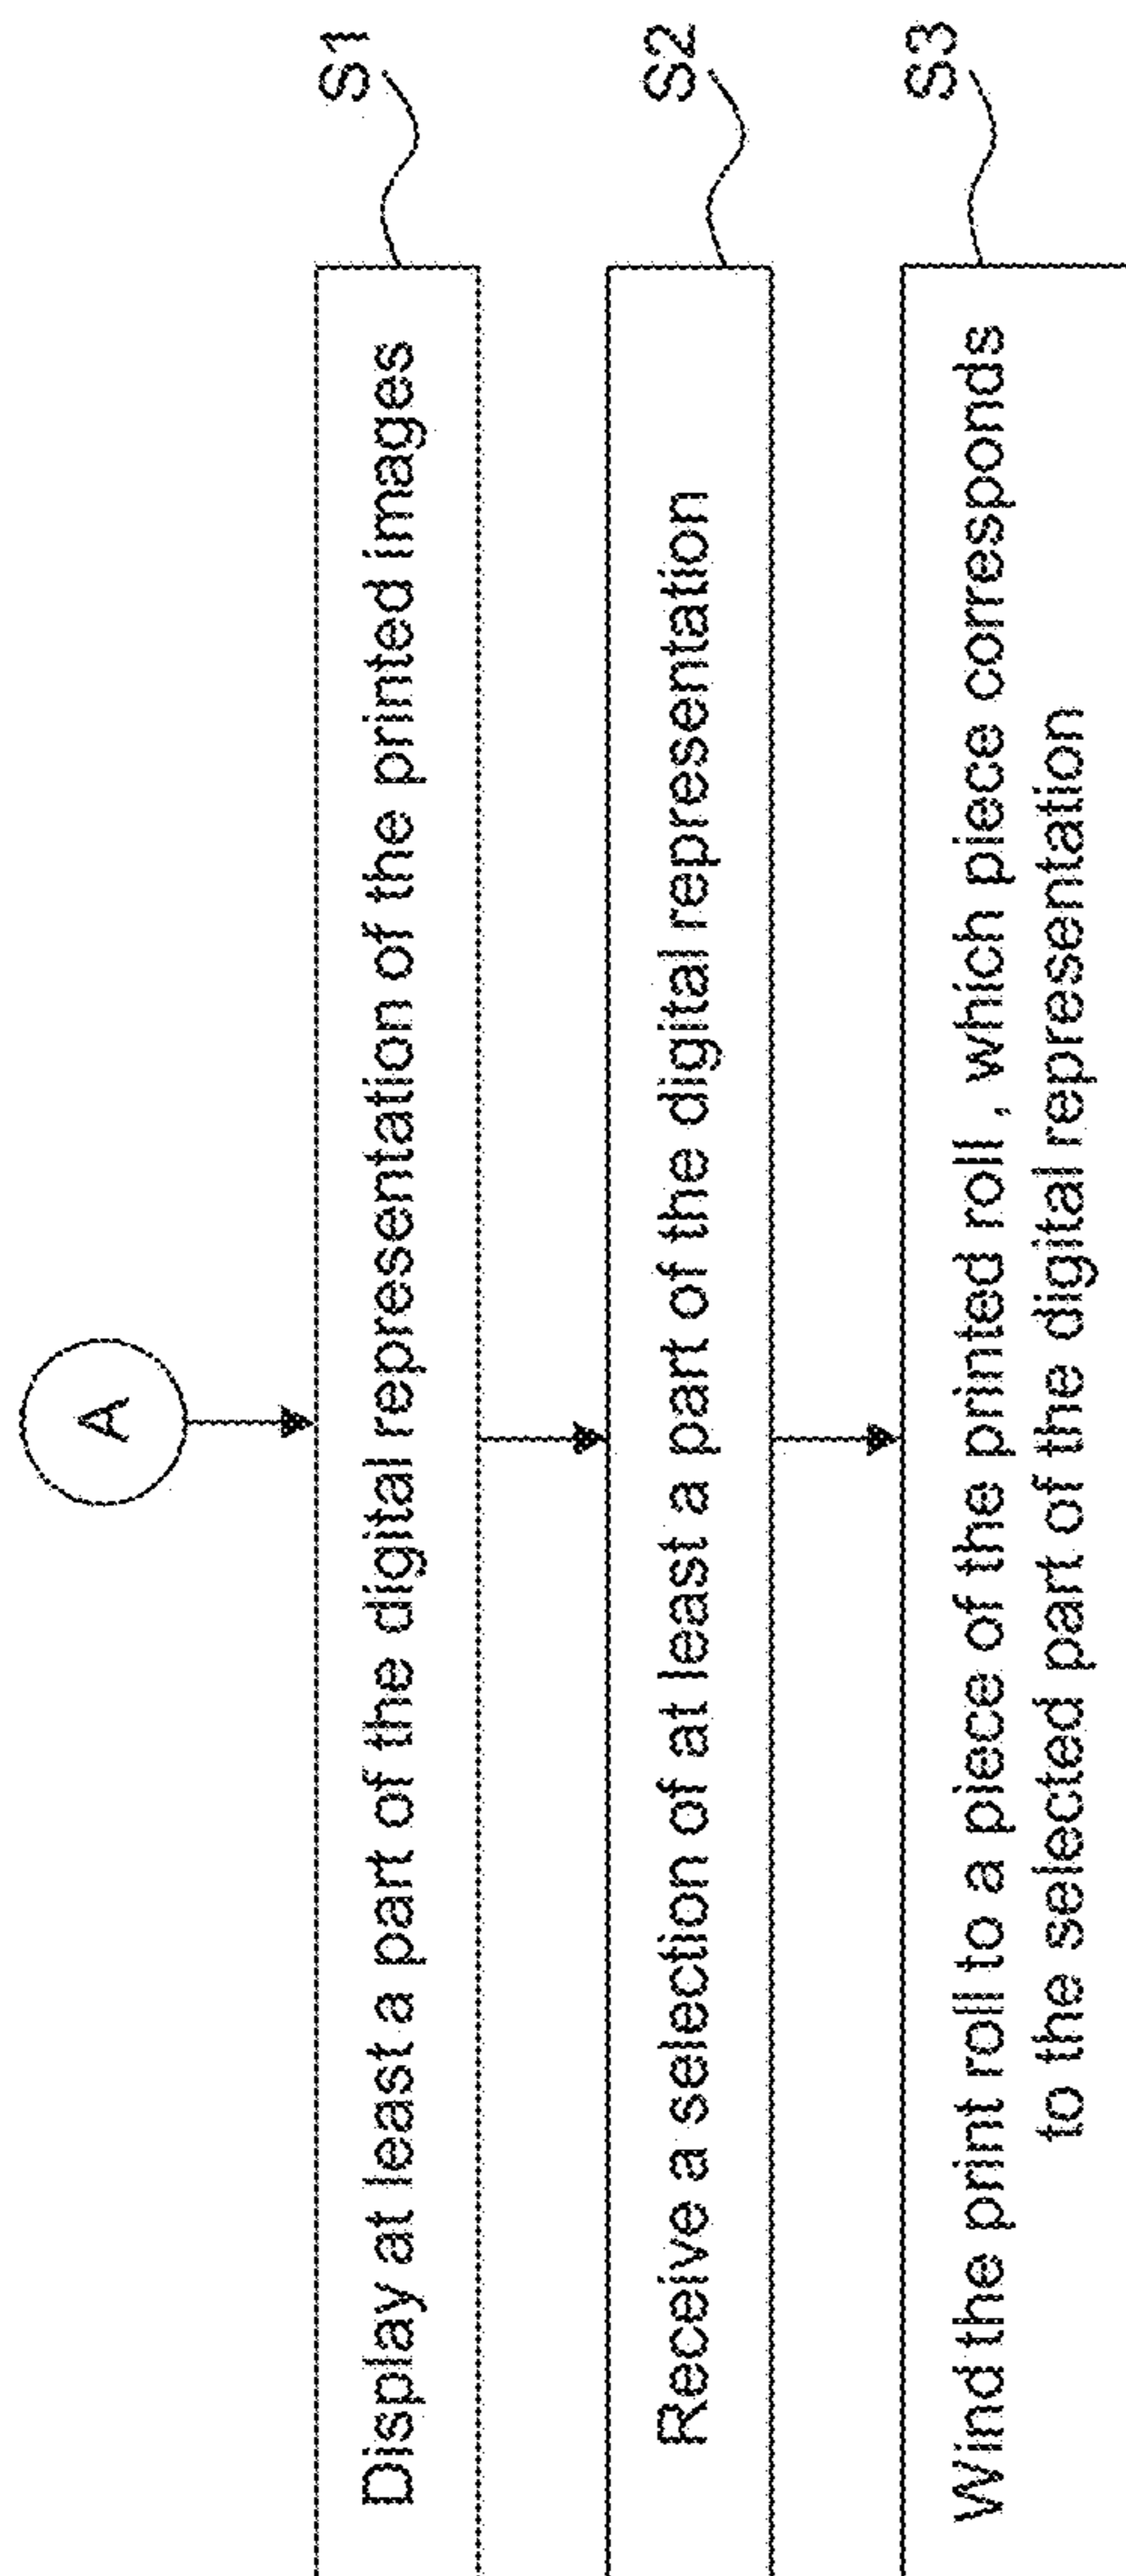 A
S1
Display at least a part of the digital representation of the printed images
S2
Receive a selection of at least a part of the digital representation
S3
Wind the print roll to a piece of the printed roll , which piece corresponds
to the selected part of the digital representation